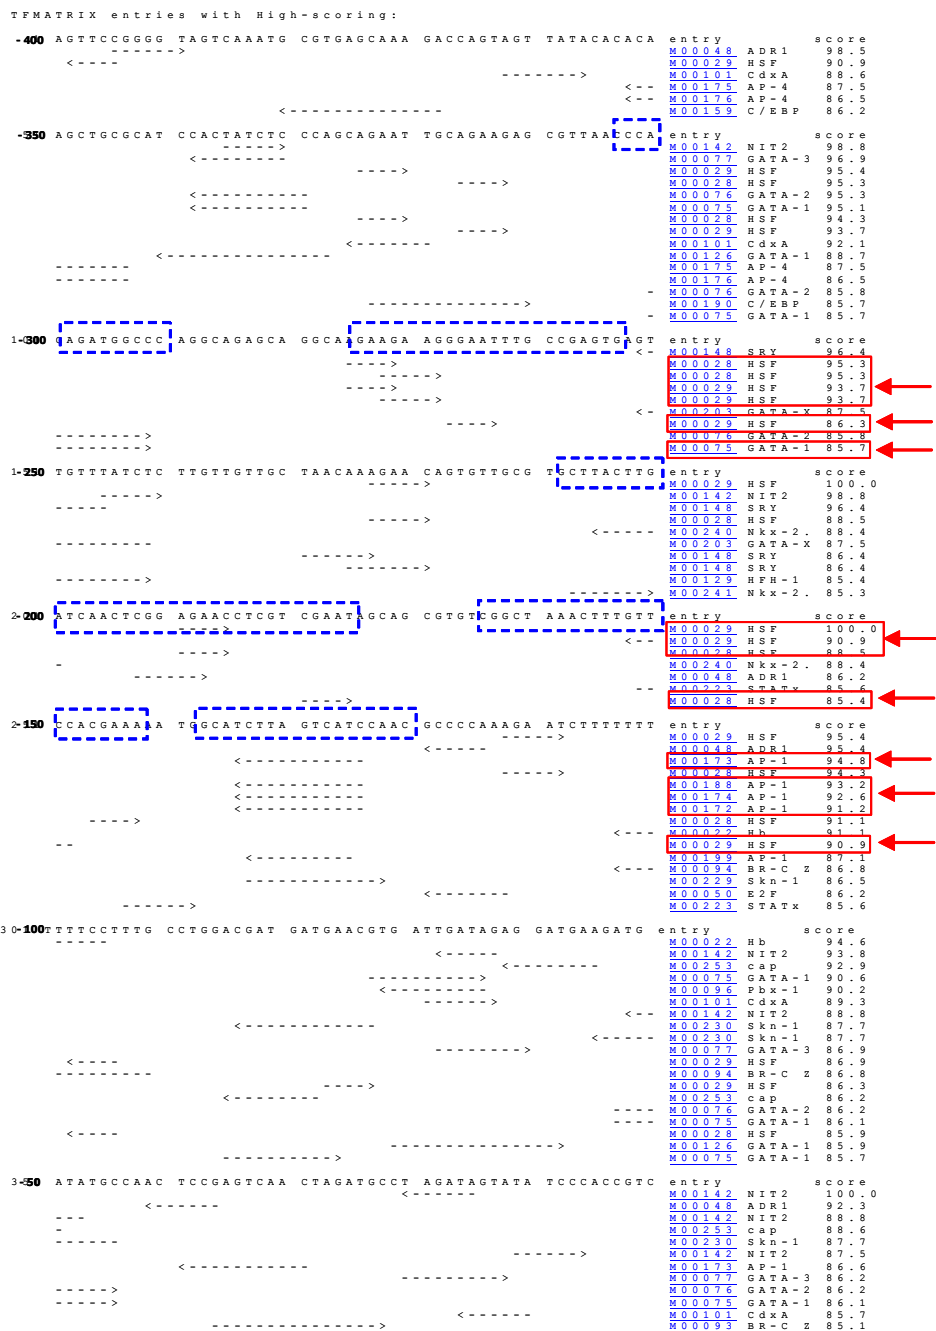 TFMATRIX entries with High-scoring:
-400 AGTTCCGGGG TAGTCAAATG CGTGAGCAAA GACCAGTAGT TATACACACA entry score
M00048 ADR1 98.5
M00029 HSF 90.9
M00101 CdxA 88.6
M00175 AP-4 87.5
M00176 AP-4 86.5
M00159 C/EBP 86.2
-350 AGCTGCGCAT CCACTATCTC CCAGCAGAAT TGCAGAAGAG CGTTAACCCA entry score
M00142 NIT2 98.8
M00077 GATA-3 96.9
M00029 HSF 95.4
M00028 HSF 95.3
M00076 GATA-2 95.3
M00075 GATA-1 95.1
M00028 HSF 94.3
M00029 HSF 93.7
M00101 CdxA 92.1
M00126 GATA-1 88.7
M00175 AP-4 87.5
M00176 AP-4 86.5
M00076 GATA-2 85.8
M00190 C/EBP 85.7
M00075 GATA-1 85.7
-300 GAGATGGCCC AGGCAGAGCA GGCAAGAAGA AGGGAATTTG CCGAGTGAGT entry score
M00148 SRY 96.4
M00028 HSF 95.3
M00028 HSF 95.3
M00029 HSF 93.7
M00029 HSF 93.7
M00203 GATA-X 87.5
M00029 HSF 86.3
M00076 GATA-2 85.8
M00075 GATA-1 85.7
-250 TGTTTATCTC TTGTTGTTGC TAACAAAGAA CAGTGTTGCG TGCTTACTTG entry score
M00029 HSF 100.0
M00142 NIT2 98.8
M00148 SRY 96.4
M00028 HSF 88.5
M00240 Nkx-2. 88.4
M00203 GATA-X 87.5
M00148 SRY 86.4
M00148 SRY 86.4
M00129 HFH-1 85.4
M00241 Nkx-2. 85.3
-200 ATCAACTCGG AGAACCTCGT CGAATAGCAG CGTGTCGGCT AAACTTTGTT entry score
M00029 HSF 100.0
M00029 HSF 90.9
M00028 HSF 88.5
M00240 Nkx-2. 88.4
M00048 ADR1 86.2
M00223 STATx 85.6
M00028 HSF 85.4
-150 CCACGAAAAA TGGCATCTTA GTCATCCAAC GCCCCAAAGA ATCTTTTTTT entry score
M00029 HSF 95.4
M00048 ADR1 95.4
M00173 AP-1 94.8
M00028 HSF 94.3
M00188 AP-1 93.2
M00174 AP-1 92.6
M00172 AP-1 91.2
M00028 HSF 91.1
M00022 Hb 91.1
M00029 HSF 90.9
M00199 AP-1 87.1
M00094 BR-C Z 86.8
M00229 Skn-1 86.5
M00050 E2F 86.2
M00223 STATx 85.6
-100 TTTTCCTTTG CCTGGACGAT GATGAACGTG ATTGATAGAG GATGAAGATG entry score
M00022 Hb 94.6
M00142 NIT2 93.8
M00253 cap 92.9
M00075 GATA-1 90.6
M00096 Pbx-1 90.2
M00101 CdxA 89.3
M00142 NIT2 88.8
M00230 Skn-1 87.7
M00230 Skn-1 87.7
M00077 GATA-3 86.9
M00029 HSF 86.9
M00094 BR-C Z 86.8
M00029 HSF 86.3
M00253 cap 86.2
M00076 GATA-2 86.2
M00075 GATA-1 86.1
M00028 HSF 85.9
M00126 GATA-1 85.9
M00075 GATA-1 85.7
-50 ATATGCCAAC TCCGAGTCAA CTAGATGCCT AGATAGTATA TCCCACCGTC entry score
M00142 NIT2 100.0
M00048 ADR1 92.3
M00142 NIT2 88.8
M00253 cap 88.6
M00230 Skn-1 87.7
M00142 NIT2 87.5
M00173 AP-1 86.6
M00077 GATA-3 86.2
M00076 GATA-2 86.2
M00075 GATA-1 86.1
M00101 CdxA 85.7
M00093 BR-C Z 85.1